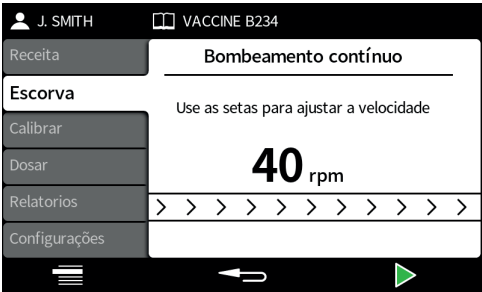 J. SMITH
VACCINE B234
Receita
Escorva
Calibrar
Dosar
Relatorios
Configurações
Bombeamento contínuo
Use as setas para ajustar a velocidade
40 rpm